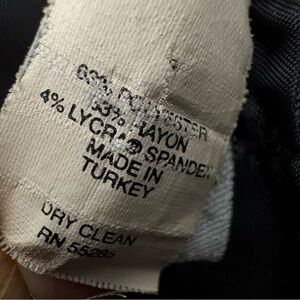 63% POLYESTER
33% RAYON
4% LYCRA® SPANDEX
MADE IN
TURKEY
DRY CLEAN
RN 55285